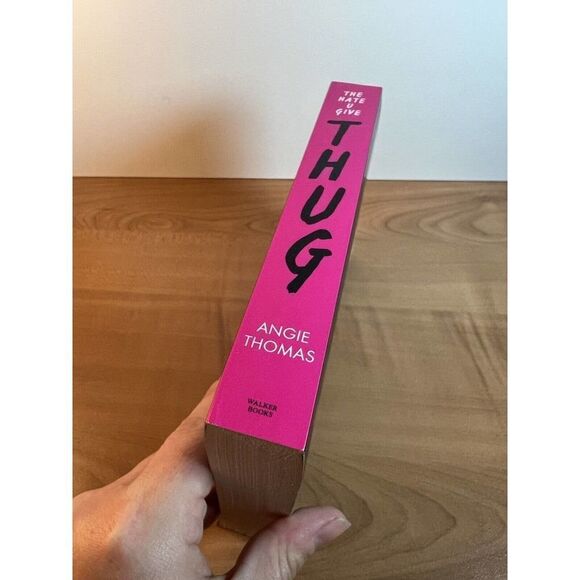 THE
HATE
U
GIVE
THUG
ANGIE
THOMAS
WALKER
BOOKS